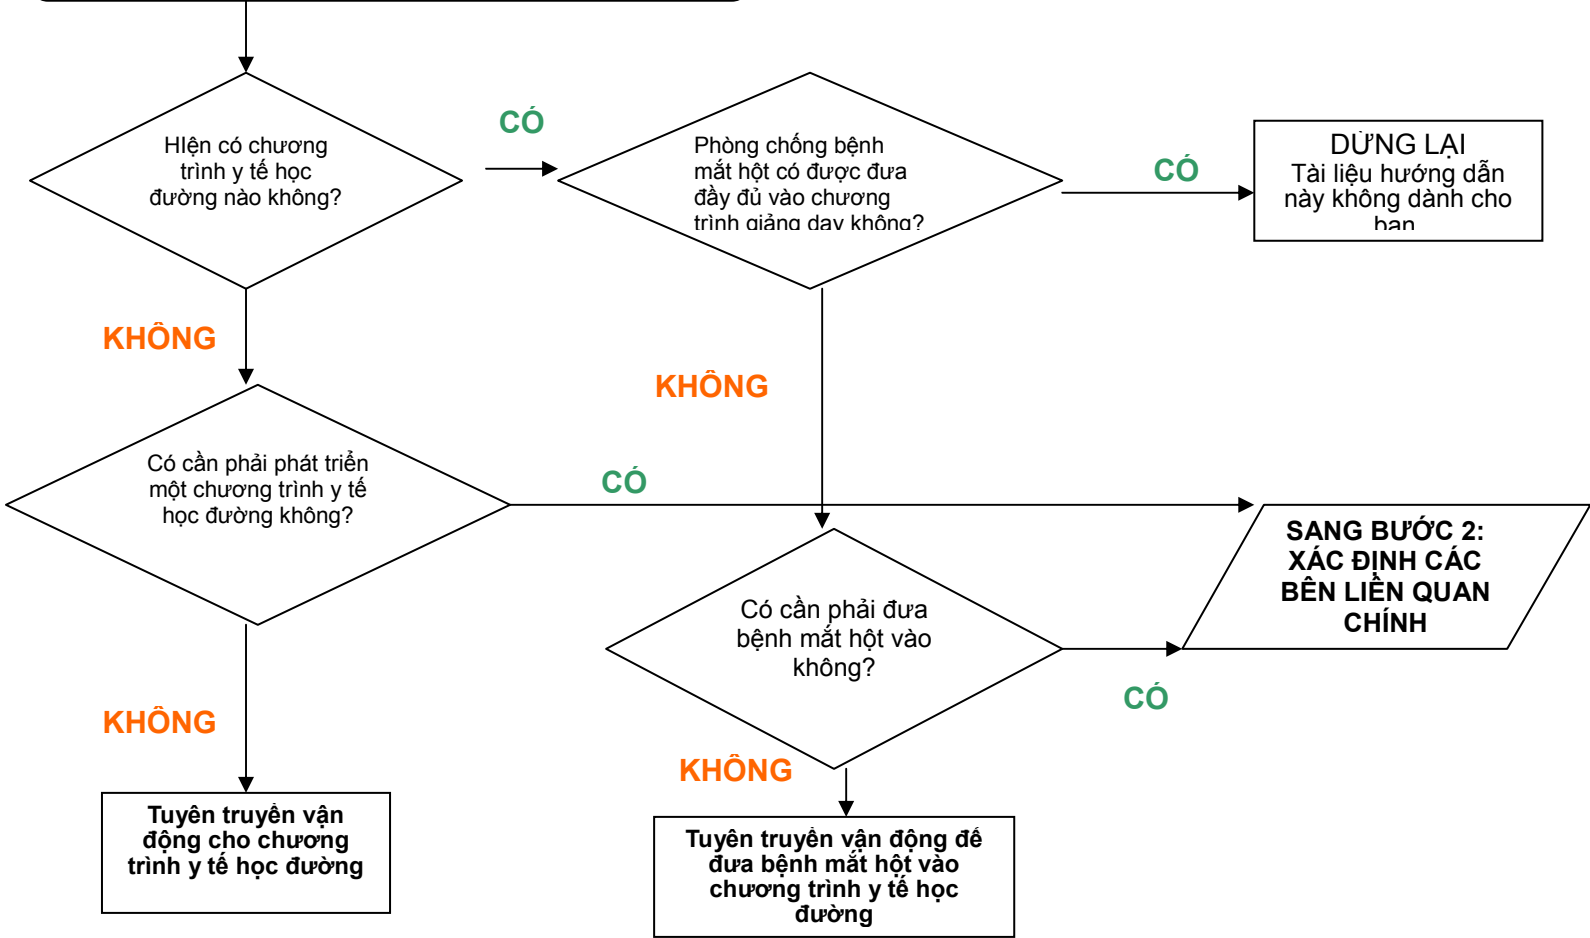 HIện có chương
trình y tế học
đường nào không?
CÓ
Phòng chống bệnh
mắt hột có được đưa
đầy đủ vào chương
trình giảng dạy không?
CÓ
DỪNG LẠI
Tài liệu hướng dẫn
này không dành cho
bạn
KHÔNG
KHÔNG
Có cần phải phát triển
một chương trình y tế
học đường không?
CÓ
SANG BƯỚC 2:
XÁC ĐỊNH CÁC
BÊN LIÊN QUAN
CHÍNH
Có cần phải đưa
bệnh mắt hột vào
không?
CÓ
KHÔNG
KHÔNG
Tuyên truyền vận
động cho chương
trình y tế học đường
Tuyên truyền vận động để
đưa bệnh mắt hột vào
chương trình y tế học
đường